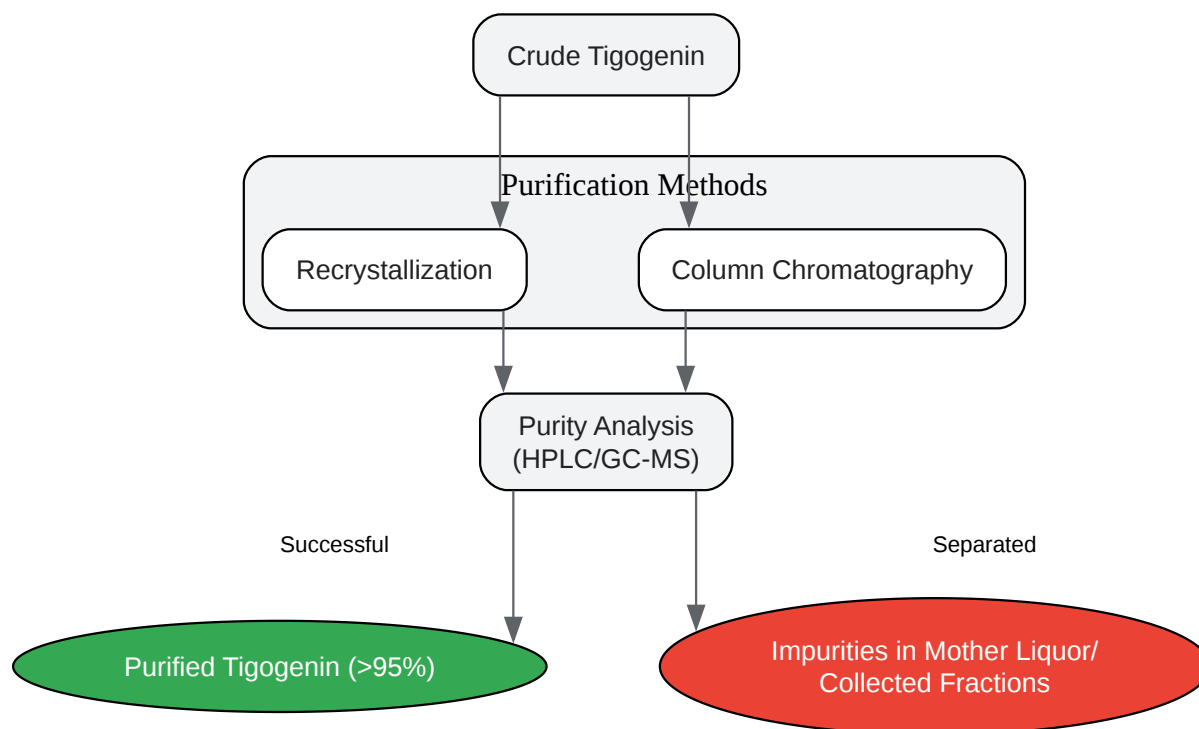 Crude Tigogenin
Purification Methods
Recrystallization
Column Chromatography
Purity Analysis
(HPLC/GC-MS)
Successful
Separated
Purified Tigogenin (>95%)
Impurities in Mother Liquor/
Collected Fractions